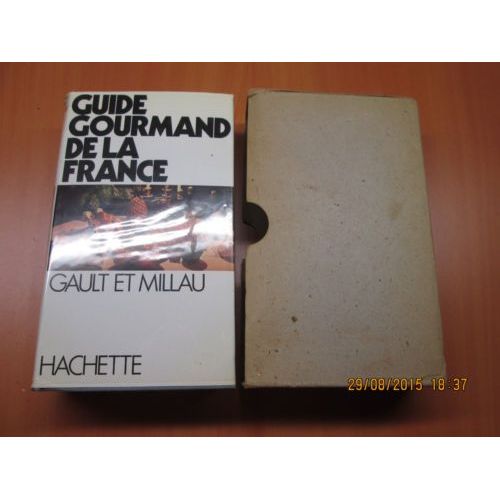 GUIDE
GOURMAND
DE LA
FRANCE
GAULT ET MILLAU
HACHETTE
29/08/2015 18:37